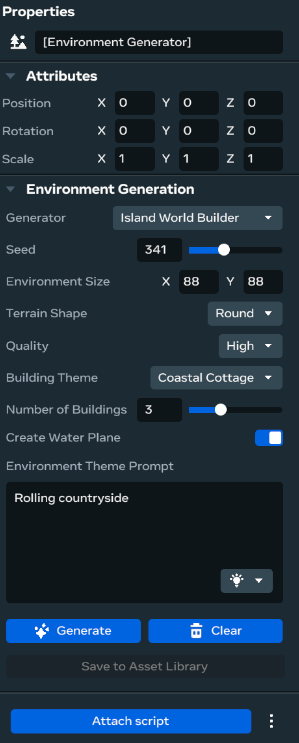 Properties
[Environment Generator]
Attributes
Position X 0 Y 0 Z 0
Rotation X 0 Y 0 Z 0
Scale X 1 Y 1 Z 1
Environment Generation
Generator Island World Builder
Seed 341
Environment Size X 88 Y 88
Terrain Shape Round
Quality High
Building Theme Coastal Cottage
Number of Buildings 3
Create Water Plane
Environment Theme Prompt
Rolling countryside
Generate Clear
Save to Asset Library
Attach script